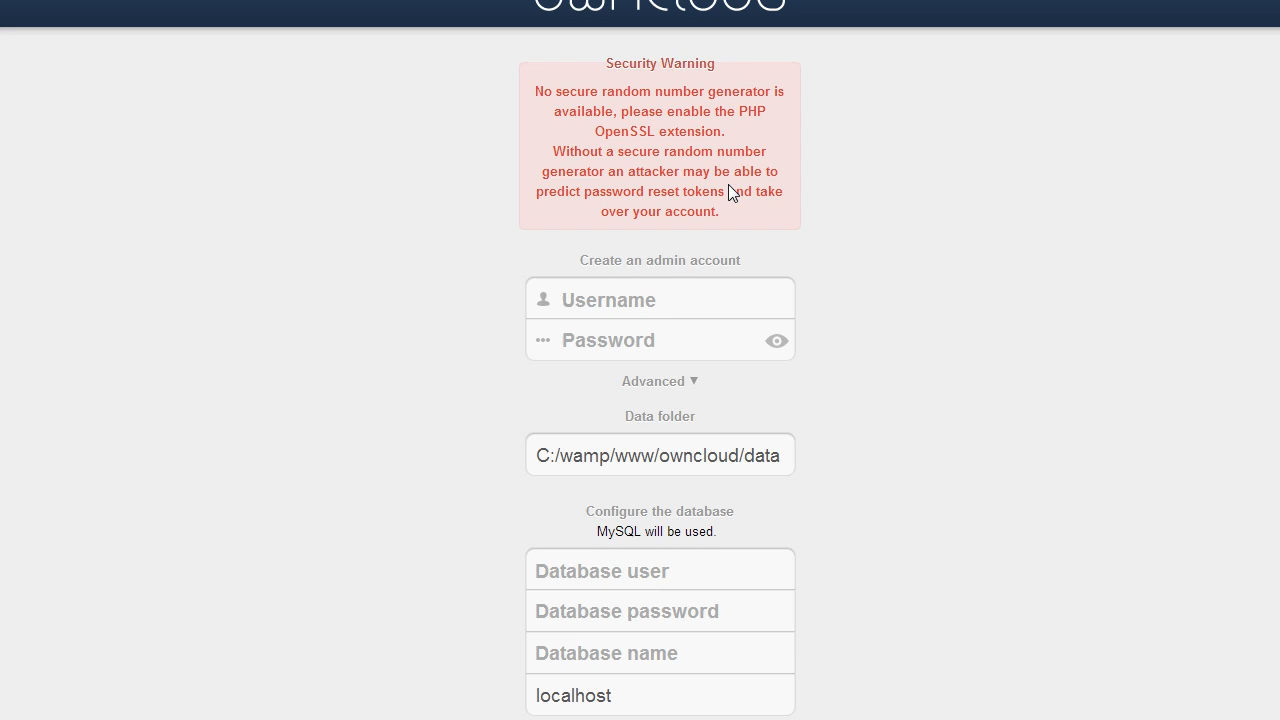 ownCloud
Security Warning
No secure random number generator is
available, please enable the PHP
OpenSSL extension.
Without a secure random number
generator an attacker may be able to
predict password reset tokens and take
over your account.
Create an admin account
Username
Password
Advanced ▼
Data folder
C:/wamp/www/owncloud/data
Configure the database
MySQL will be used.
Database user
Database password
Database name
localhost